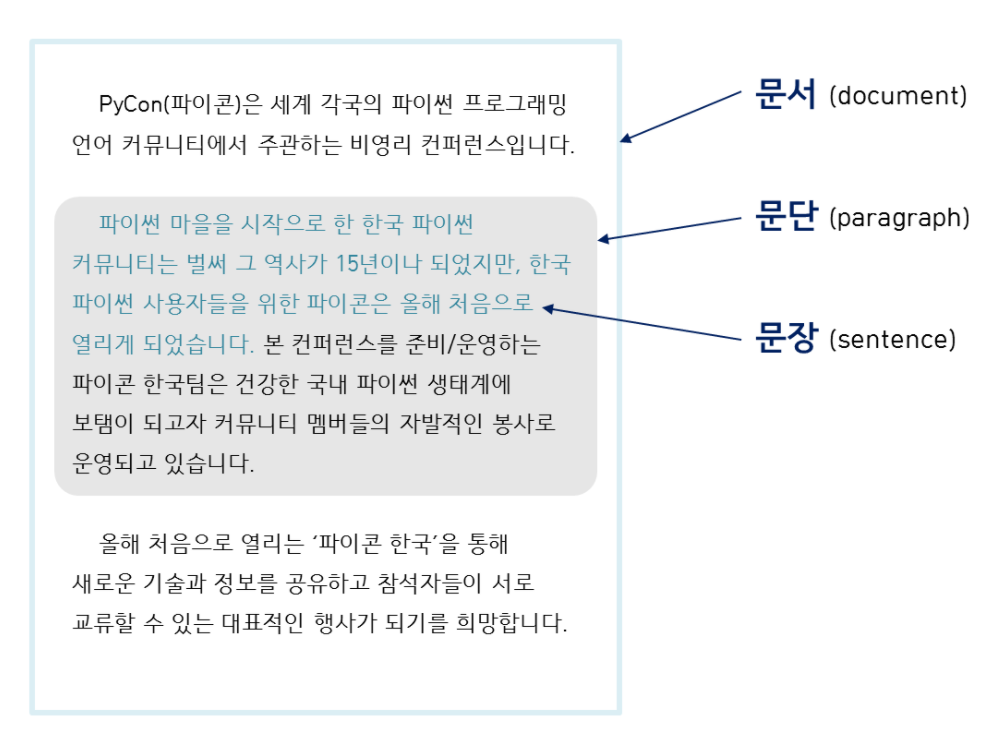 PyCon(파이콘)은 세계 각국의 파이썬 프로그래밍
언어 커뮤니티에서 주관하는 비영리 컨퍼런스입니다.
파이썬 마을을 시작으로 한 한국 파이썬
커뮤니티는 벌써 그 역사가 15년이나 되었지만, 한국
파이썬 사용자들을 위한 파이콘은 올해 처음으로
열리게 되었습니다. 본 컨퍼런스를 준비/운영하는
파이콘 한국팀은 건강한 국내 파이썬 생태계에
보탬이 되고자 커뮤니티 멤버들의 자발적인 봉사로
운영되고 있습니다.
올해 처음으로 열리는 ‘파이콘 한국’을 통해
새로운 기술과 정보를 공유하고 참석자들이 서로
교류할 수 있는 대표적인 행사가 되기를 희망합니다.
문서 (document)
문단 (paragraph)
문장 (sentence)